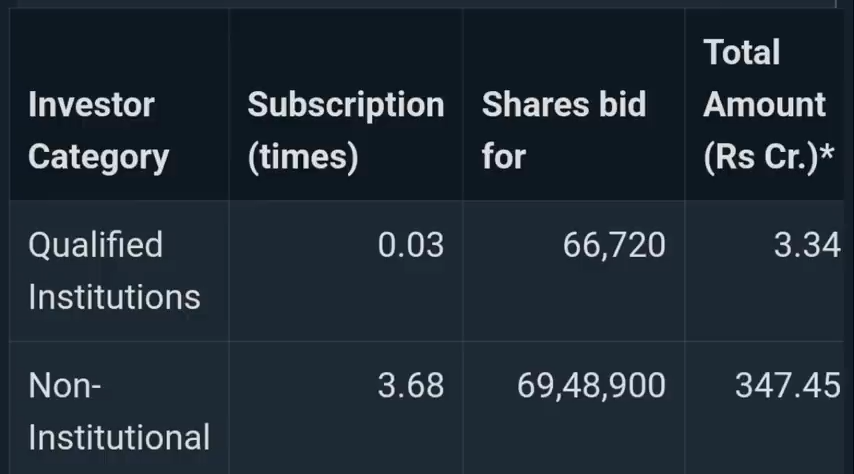 Investor Category Subscription (times) Shares bid for Total Amount (Rs Cr.)*
Qualified Institutions 0.03 66,720 3.34
Non-Institutional 3.68 69,48,900 347.45